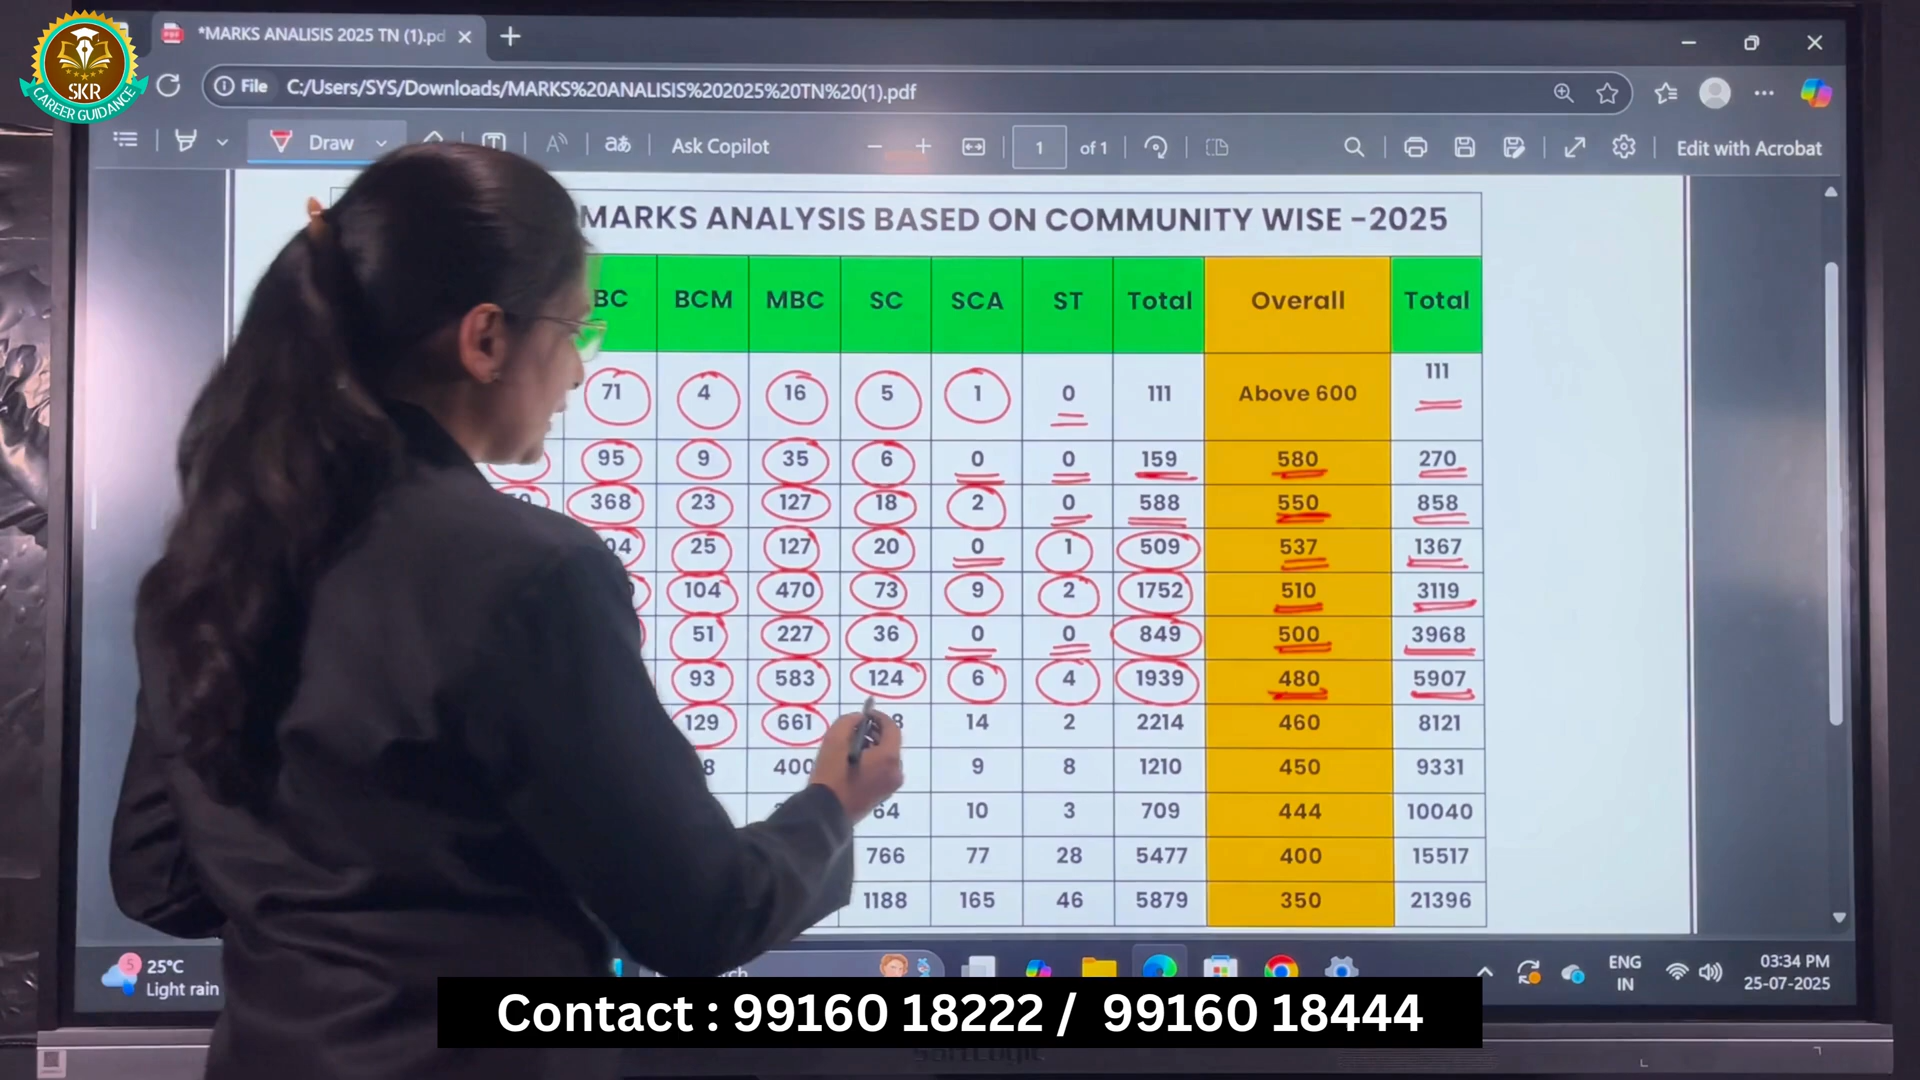 *MARKS ANALISIS 2025 TN (1).pd
SKR
CAREER GUIDANCE
File C:/Users/SYS/Downloads/MARKS%20ANALISIS%202025%20TN%20(1).pdf
Draw Ask Copilot 1 of 1 Edit with Acrobat
MARKS ANALYSIS BASED ON COMMUNITY WISE -2025
BC BCM MBC SC SCA ST Total Overall Total
71 4 16 5 1 0 111 Above 600 111
95 9 35 6 0 0 159 580 270
368 23 127 18 2 0 588 550 858
25 127 20 0 1 509 537 1367
104 470 73 9 2 1752 510 3119
51 227 36 0 0 849 500 3968
93 583 124 6 4 1939 480 5907
129 661 14 2 2214 460 8121
400 9 8 1210 450 9331
64 10 3 709 444 10040
766 77 28 5477 400 15517
1188 165 46 5879 350 21396
5 25°C
Light rain
ENG
IN
03:34 PM
25-07-2025
Contact : 99160 18222 / 99160 18444